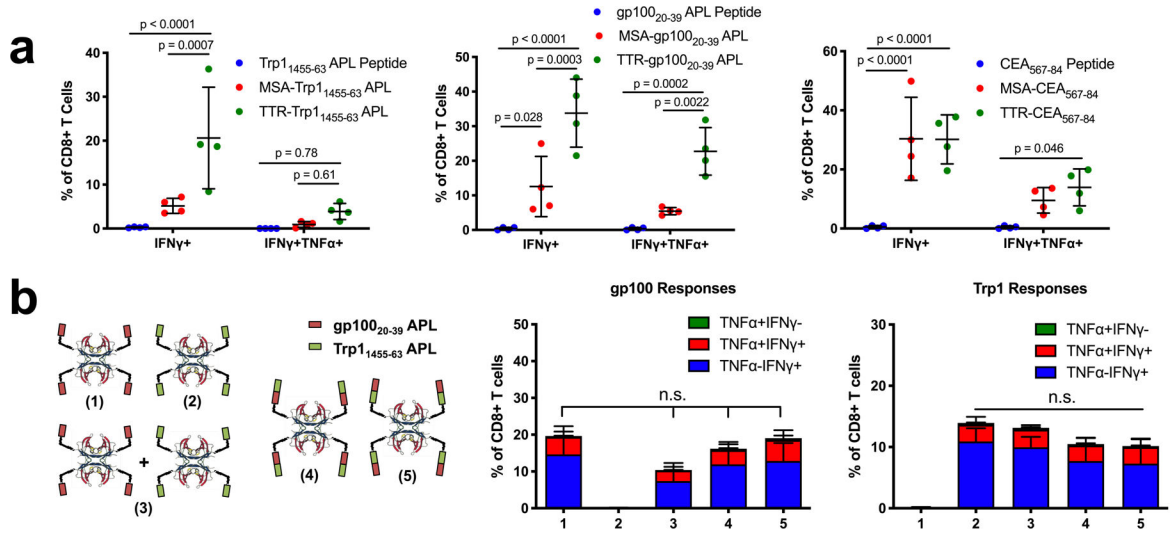 a
p < 0.0001
p = 0.0007
p = 0.78
p = 0.61
Trp1₁₄₅₅₋₆₃ APL Peptide
MSA-Trp1₁₄₅₅₋₆₃ APL
TTR-Trp1₁₄₅₅₋₆₃ APL
% of CD8+ T Cells
40
30
20
10
0
IFNγ+
IFNγ+TNFα+
gp100₂₀₋₃₉ APL Peptide
MSA-gp100₂₀₋₃₉ APL
TTR-gp100₂₀₋₃₉ APL
p < 0.0001
p = 0.0003
p = 0.028
p = 0.0002
p = 0.0022
% of CD8+ T Cells
50
40
30
20
10
0
IFNγ+
IFNγ+TNFα+
CEA₅₆₇₋₈₄ Peptide
MSA-CEA₅₆₇₋₈₄
TTR-CEA₅₆₇₋₈₄
p < 0.0001
p <0.0001
p = 0.046
% of CD8+ T Cells
60
40
20
0
IFNγ+
IFNγ+TNFα+
b
gp100₂₀₋₃₉ APL
Trp1₁₄₅₅₋₆₃ APL
(1)
(2)
+
(3)
(4)
(5)
gp100 Responses
TNFα+IFNγ-
TNFα+IFNγ+
TNFα-IFNγ+
n.s.
% of CD8+ T cells
50
40
30
20
10
0
1 2 3 4 5
Trp1 Responses
TNFα+IFNγ-
TNFα+IFNγ+
TNFα-IFNγ+
n.s.
% of CD8+ T cells
30
20
10
0
1 2 3 4 5